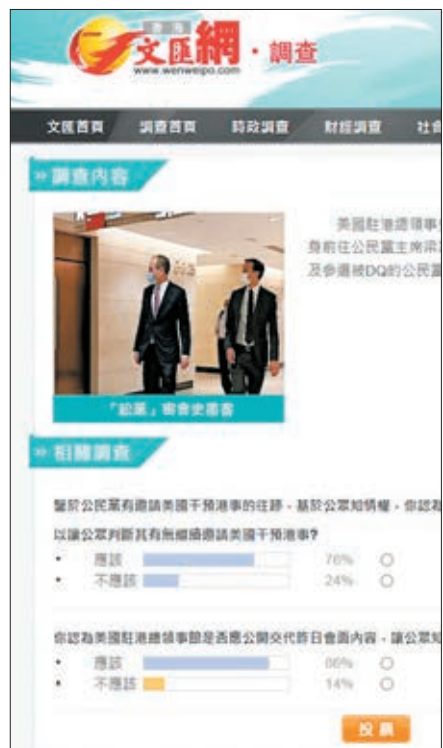 香港
文匯網·調查
www.wenweipo.com
文匯首頁 調查首頁 時政調查 財經調查 社會
» 調查內容
美國駐港總領事
身前往公民黨主席梁
及參選被DQ的公民黨
「訟黨」密會史墨客
» 相關調查
鑒於公民黨有邀請美國干預港事的往跡，基於公眾知情權，你認為
以讓公眾判斷其有無繼續邀請美國干預港事?
• 應該 76%
• 不應該 24%
你認為美國駐港總領事館是否應公開交代昨日會面內容，讓公眾知
• 應該 86%
• 不應該 14%
投票